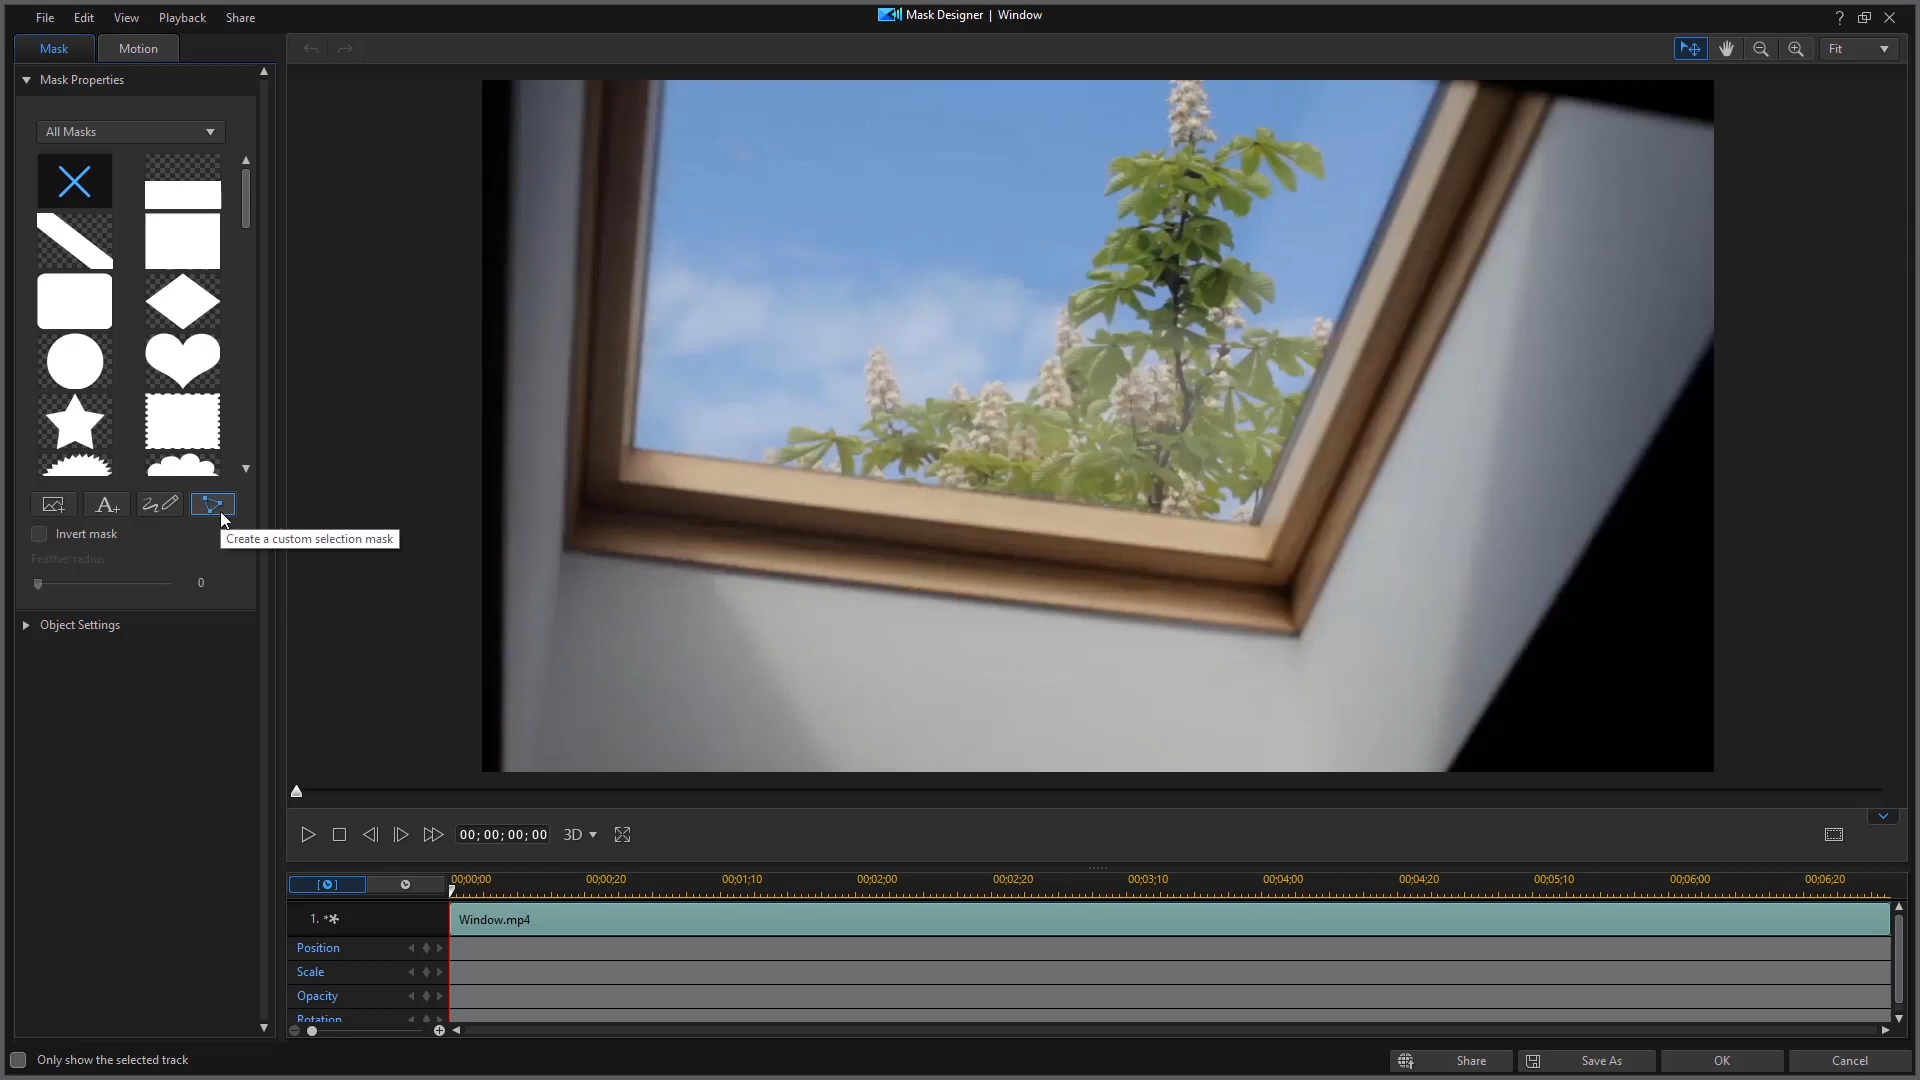 File Edit View Playback Share
Mask Designer | Window
?
Mask Motion
Fit
Mask Properties
All Masks
A+
Invert mask
Create a custom selection mask
Feather radius
0
Object Settings
00;00;00;00 3D
00;00;00 00;00;20 00;01;10 00;02;00 00;02;20 00;03;10 00;04;00 00;04;20 00;05;10 00;06;00 00;06;20
1. Window.mp4
Position
Scale
Opacity
Rotation
Only show the selected track
Share Save As OK Cancel